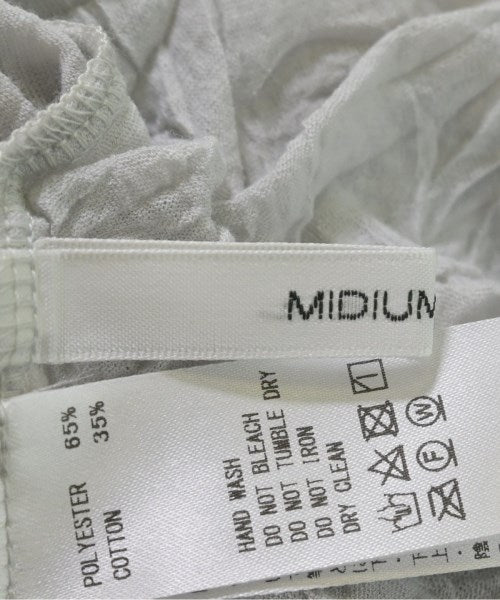 MIDIUM
POLYESTER 65%
COTTON 35%
HAND WASH
DO NOT BLEACH
DO NOT TUMBLE DRY
DO NOT IRON
DRY CLEAN
F
W